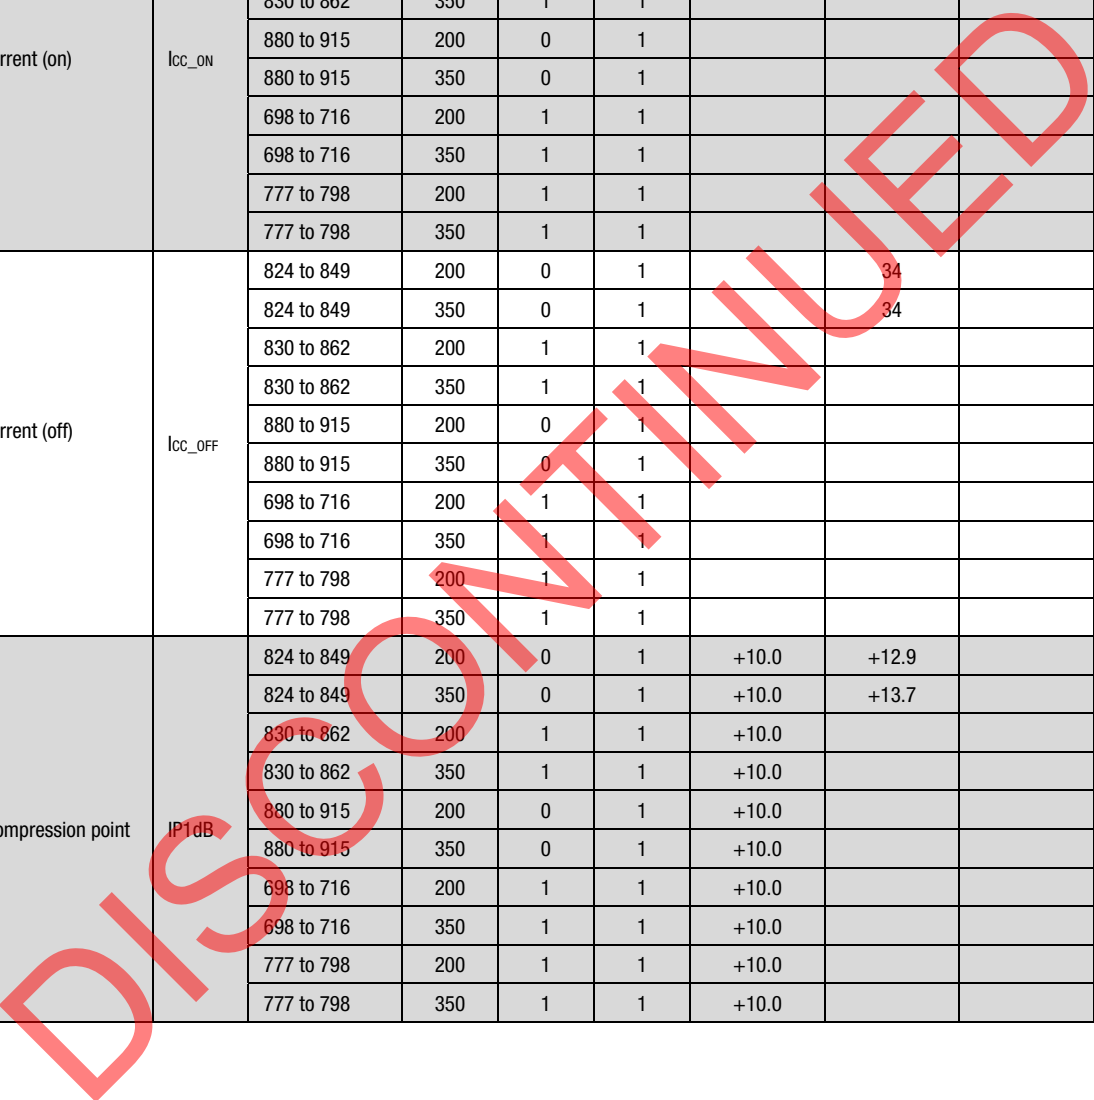 830 to 862 350 1 1
rrent (on) ICC_ON
880 to 915 200 0 1
880 to 915 350 0 1
698 to 716 200 1 1
698 to 716 350 1 1
777 to 798 200 1 1
777 to 798 350 1 1
rrent (off) ICC_OFF
824 to 849 200 0 1 34
824 to 849 350 0 1 34
830 to 862 200 1 1
830 to 862 350 1 1
880 to 915 200 0 1
880 to 915 350 0 1
698 to 716 200 1 1
698 to 716 350 1 1
777 to 798 200 1 1
777 to 798 350 1 1
ompression point IP1dB
824 to 849 200 0 1 +10.0 +12.9
824 to 849 350 0 1 +10.0 +13.7
830 to 862 200 1 1 +10.0
830 to 862 350 1 1 +10.0
880 to 915 200 0 1 +10.0
880 to 915 350 0 1 +10.0
698 to 716 200 1 1 +10.0
698 to 716 350 1 1 +10.0
777 to 798 200 1 1 +10.0
777 to 798 350 1 1 +10.0
DISCONTINUED